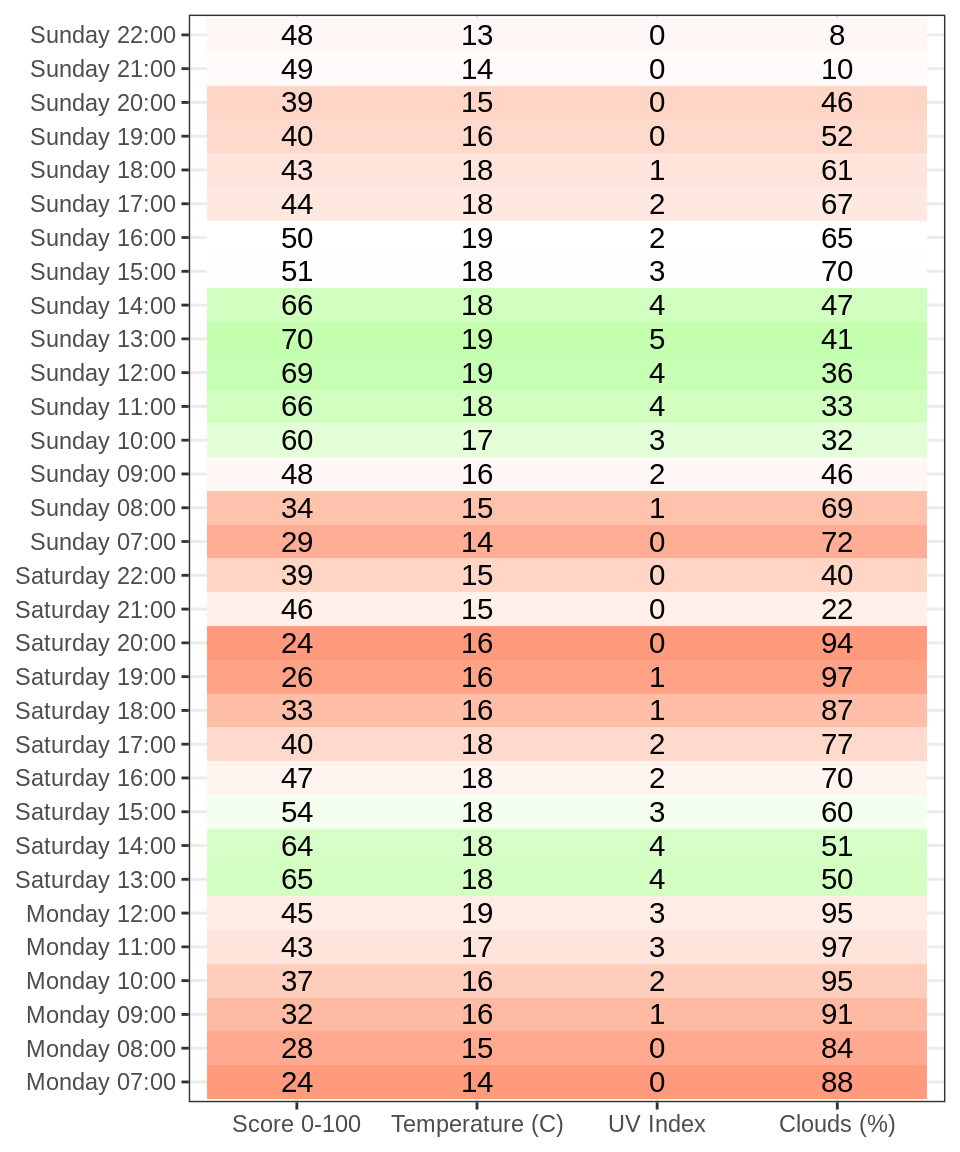 Sunday 22:00 48 13 0 8
Sunday 21:00 49 14 0 10
Sunday 20:00 39 15 0 46
Sunday 19:00 40 16 0 52
Sunday 18:00 43 18 1 61
Sunday 17:00 44 18 2 67
Sunday 16:00 50 19 2 65
Sunday 15:00 51 18 3 70
Sunday 14:00 66 18 4 47
Sunday 13:00 70 19 5 41
Sunday 12:00 69 19 4 36
Sunday 11:00 66 18 4 33
Sunday 10:00 60 17 3 32
Sunday 09:00 48 16 2 46
Sunday 08:00 34 15 1 69
Sunday 07:00 29 14 0 72
Saturday 22:00 39 15 0 40
Saturday 21:00 46 15 0 22
Saturday 20:00 24 16 0 94
Saturday 19:00 26 16 1 97
Saturday 18:00 33 16 1 87
Saturday 17:00 40 18 2 77
Saturday 16:00 47 18 2 70
Saturday 15:00 54 18 3 60
Saturday 14:00 64 18 4 51
Saturday 13:00 65 18 4 50
Monday 12:00 45 19 3 95
Monday 11:00 43 17 3 97
Monday 10:00 37 16 2 95
Monday 09:00 32 16 1 91
Monday 08:00 28 15 0 84
Monday 07:00 24 14 0 88
Score 0-100 Temperature (C) UV Index Clouds (%)